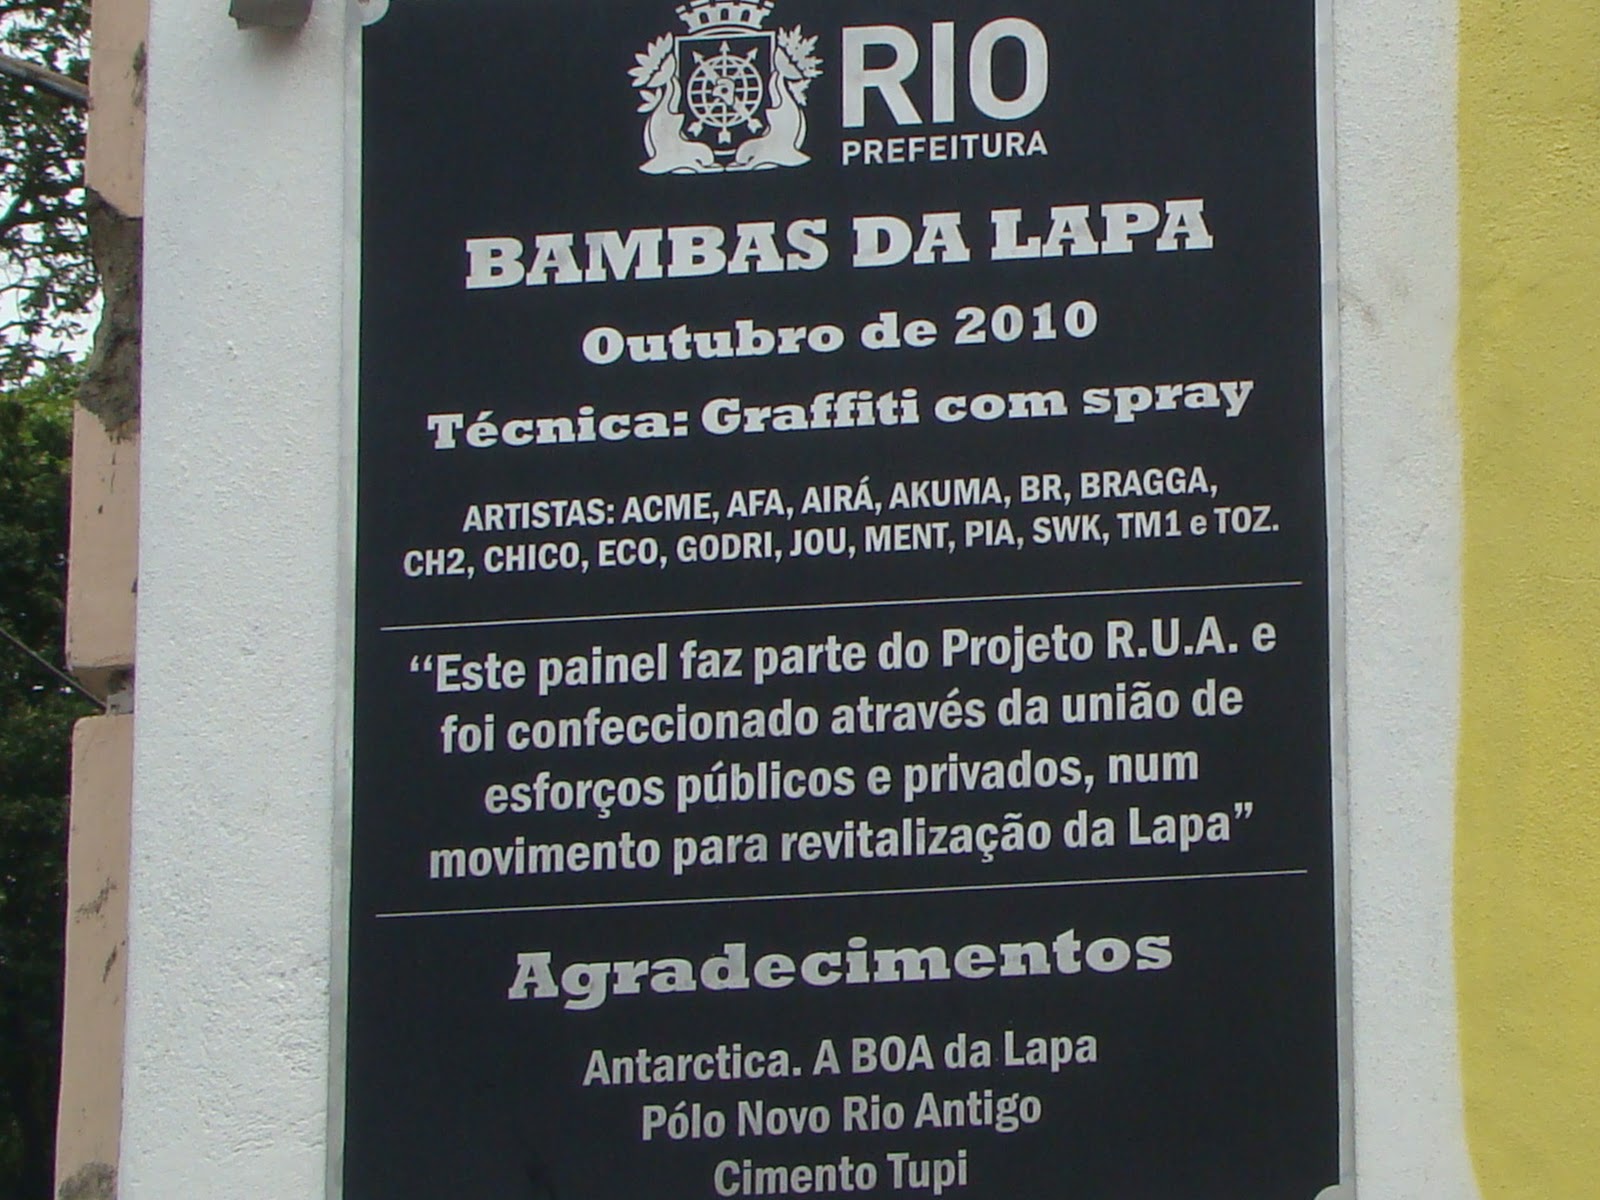 RIO
PREFEITURA
BAMBAS DA LAPA
Outubro de 2010
Técnica: Graffiti com spray
ARTISTAS: ACME, AFA, AIRÁ, AKUMA, BR, BRAGGA,
CH2, CHICO, ECO, GODRI, JOU, MENT, PIA, SWK, TM1 e TOZ.
“Este painel faz parte do Projeto R.U.A. e
foi confeccionado através da união de
esforços públicos e privados, num
movimento para revitalização da Lapa”
Agradecimentos
Antarctica. A BOA da Lapa
Pólo Novo Rio Antigo
Cimento Tupi